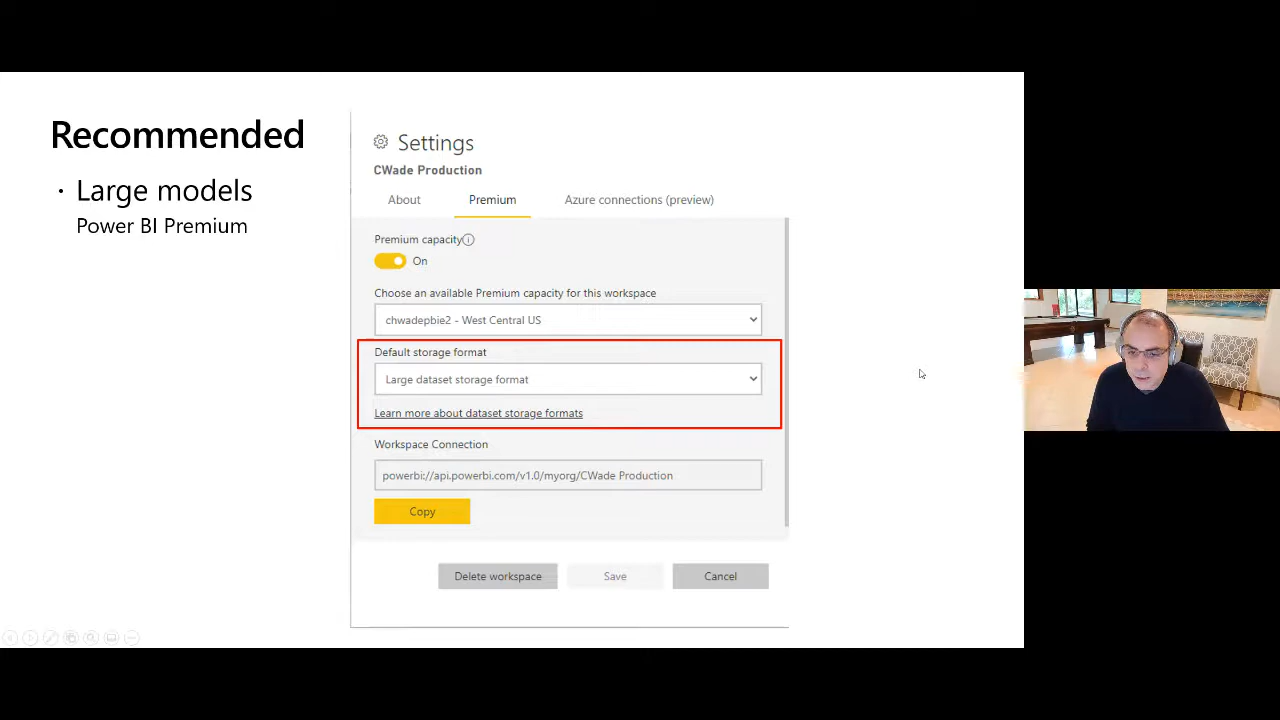 Recommended
· Large models
Power BI Premium
Settings
CWade Production
About Premium Azure connections (preview)
Premium capacity
On
Choose an available Premium capacity for this workspace
chwadepbie2 - West Central US
Default storage format
Large dataset storage format
Learn more about dataset storage formats
Workspace Connection
powerbi://api.powerbi.com/v1.0/myorg/CWade Production
Copy
Delete workspace Save Cancel